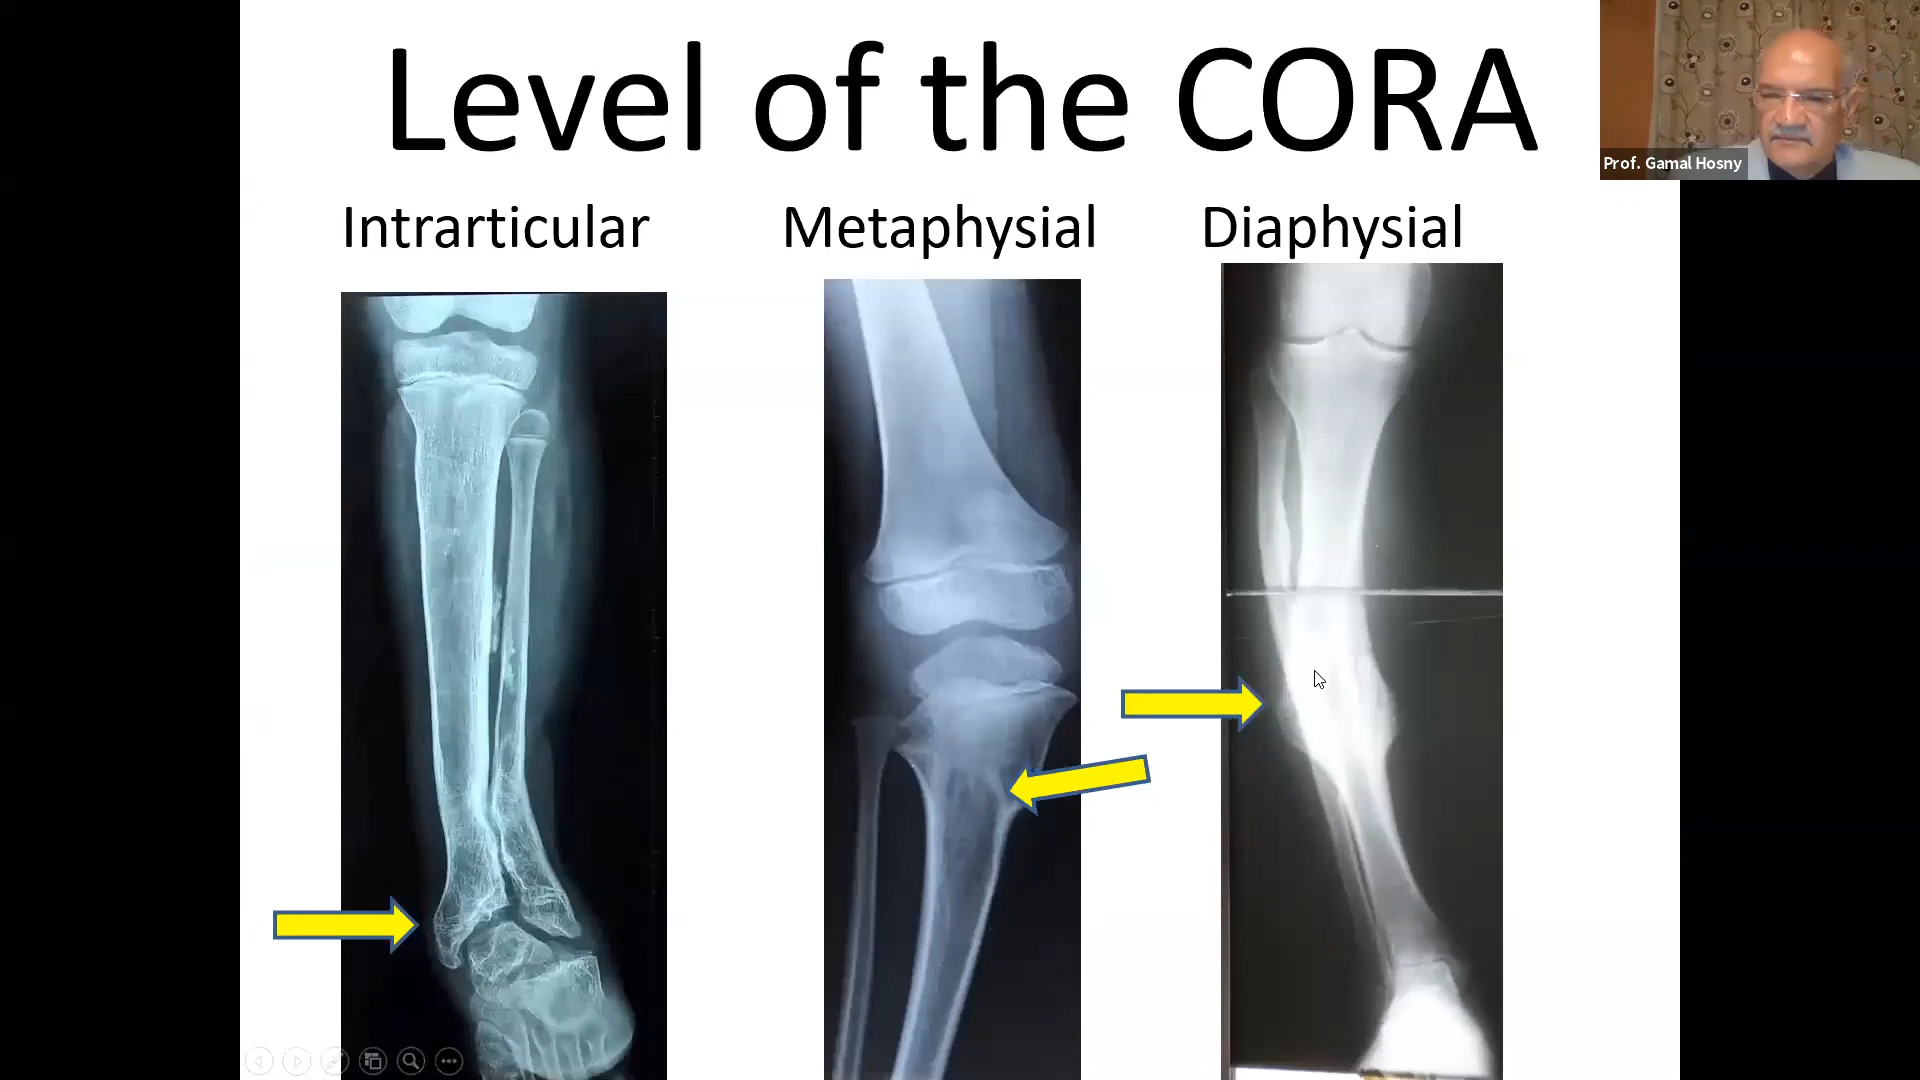 Level of the CORA
Prof. Gamal Hosny
Intrarticular
Metaphysial
Diaphysial